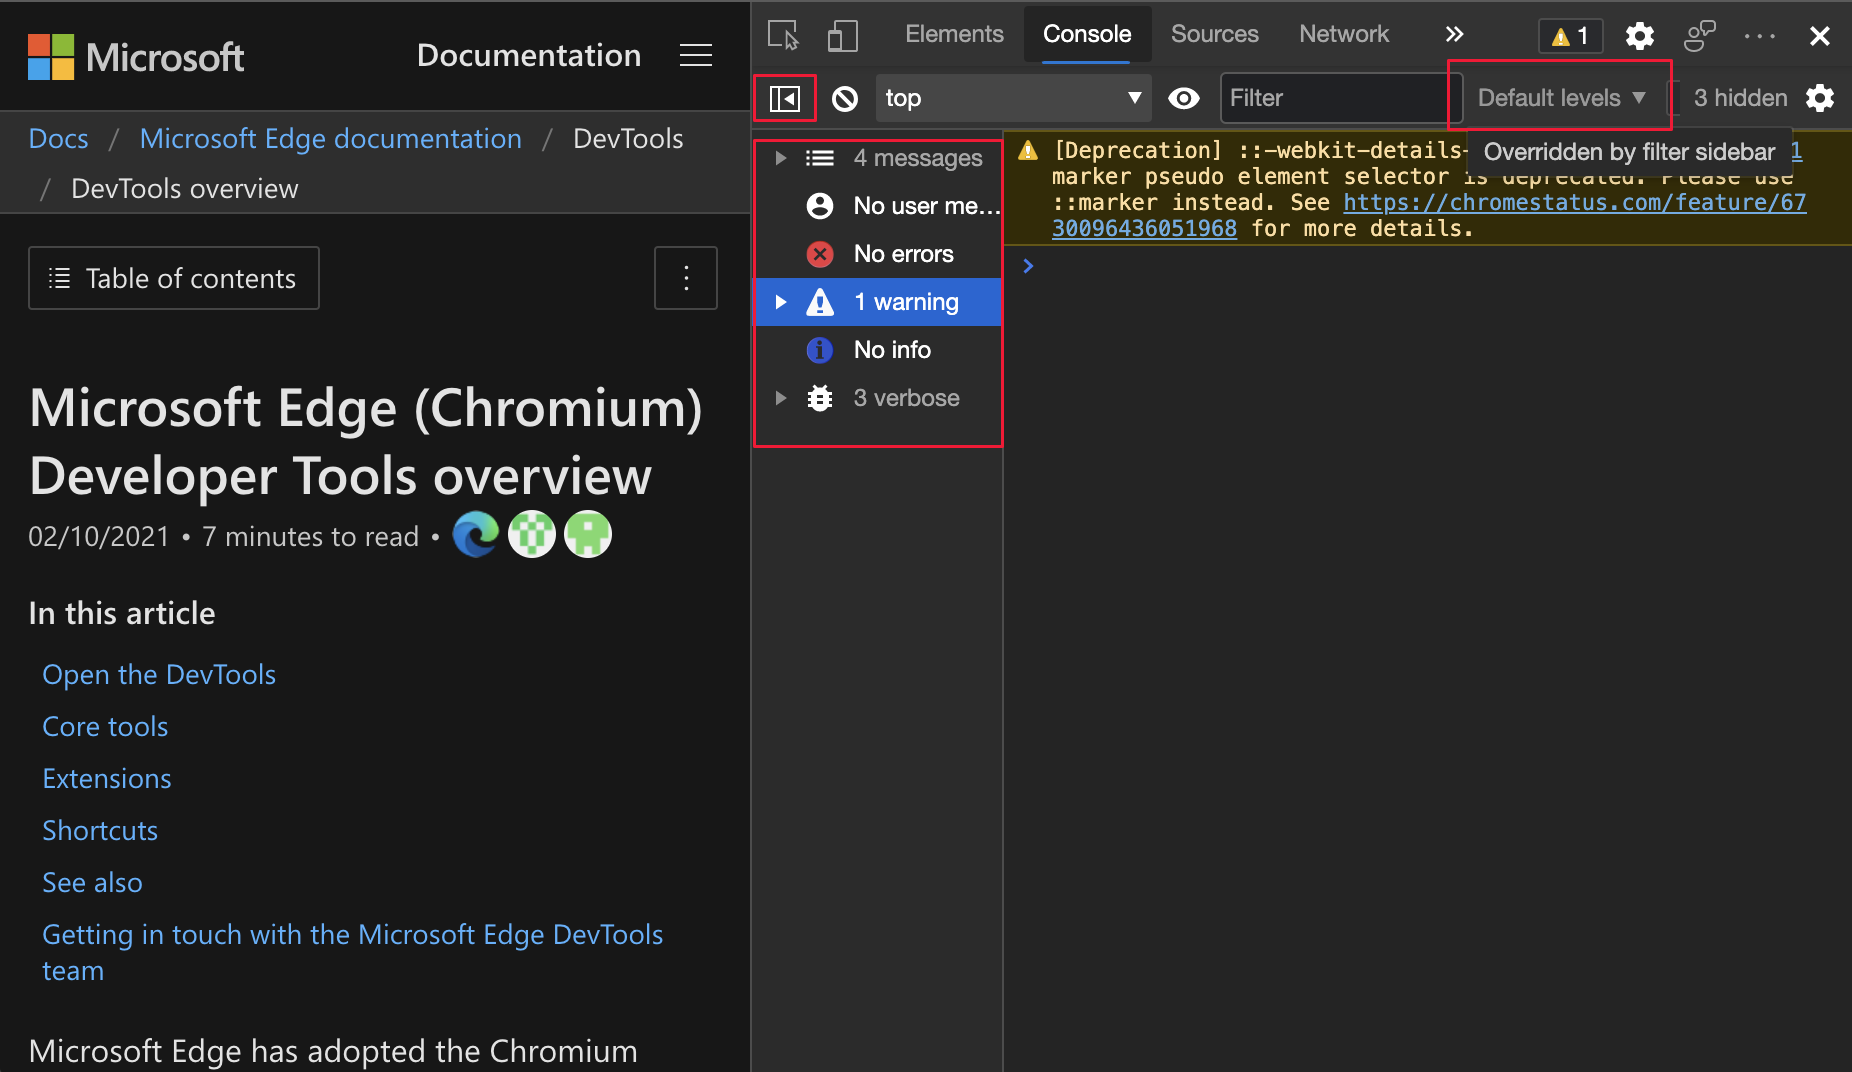 Microsoft
Documentation
Docs / Microsoft Edge documentation / DevTools
/ DevTools overview
Table of contents
Microsoft Edge (Chromium)
Developer Tools overview
02/10/2021 • 7 minutes to read •
In this article
Open the DevTools
Core tools
Extensions
Shortcuts
See also
Getting in touch with the Microsoft Edge DevTools
team
Microsoft Edge has adopted the Chromium
Elements Console Sources Network » 1
top Filter Default levels 3 hidden
4 messages
No user me...
No errors
1 warning
No info
3 verbose
Overridden by filter sidebar
[Deprecation] ::-webkit-details- 1
marker pseudo element selector is deprecated. Please use
::marker instead. See https://chromestatus.com/feature/67
30096436051968 for more details.